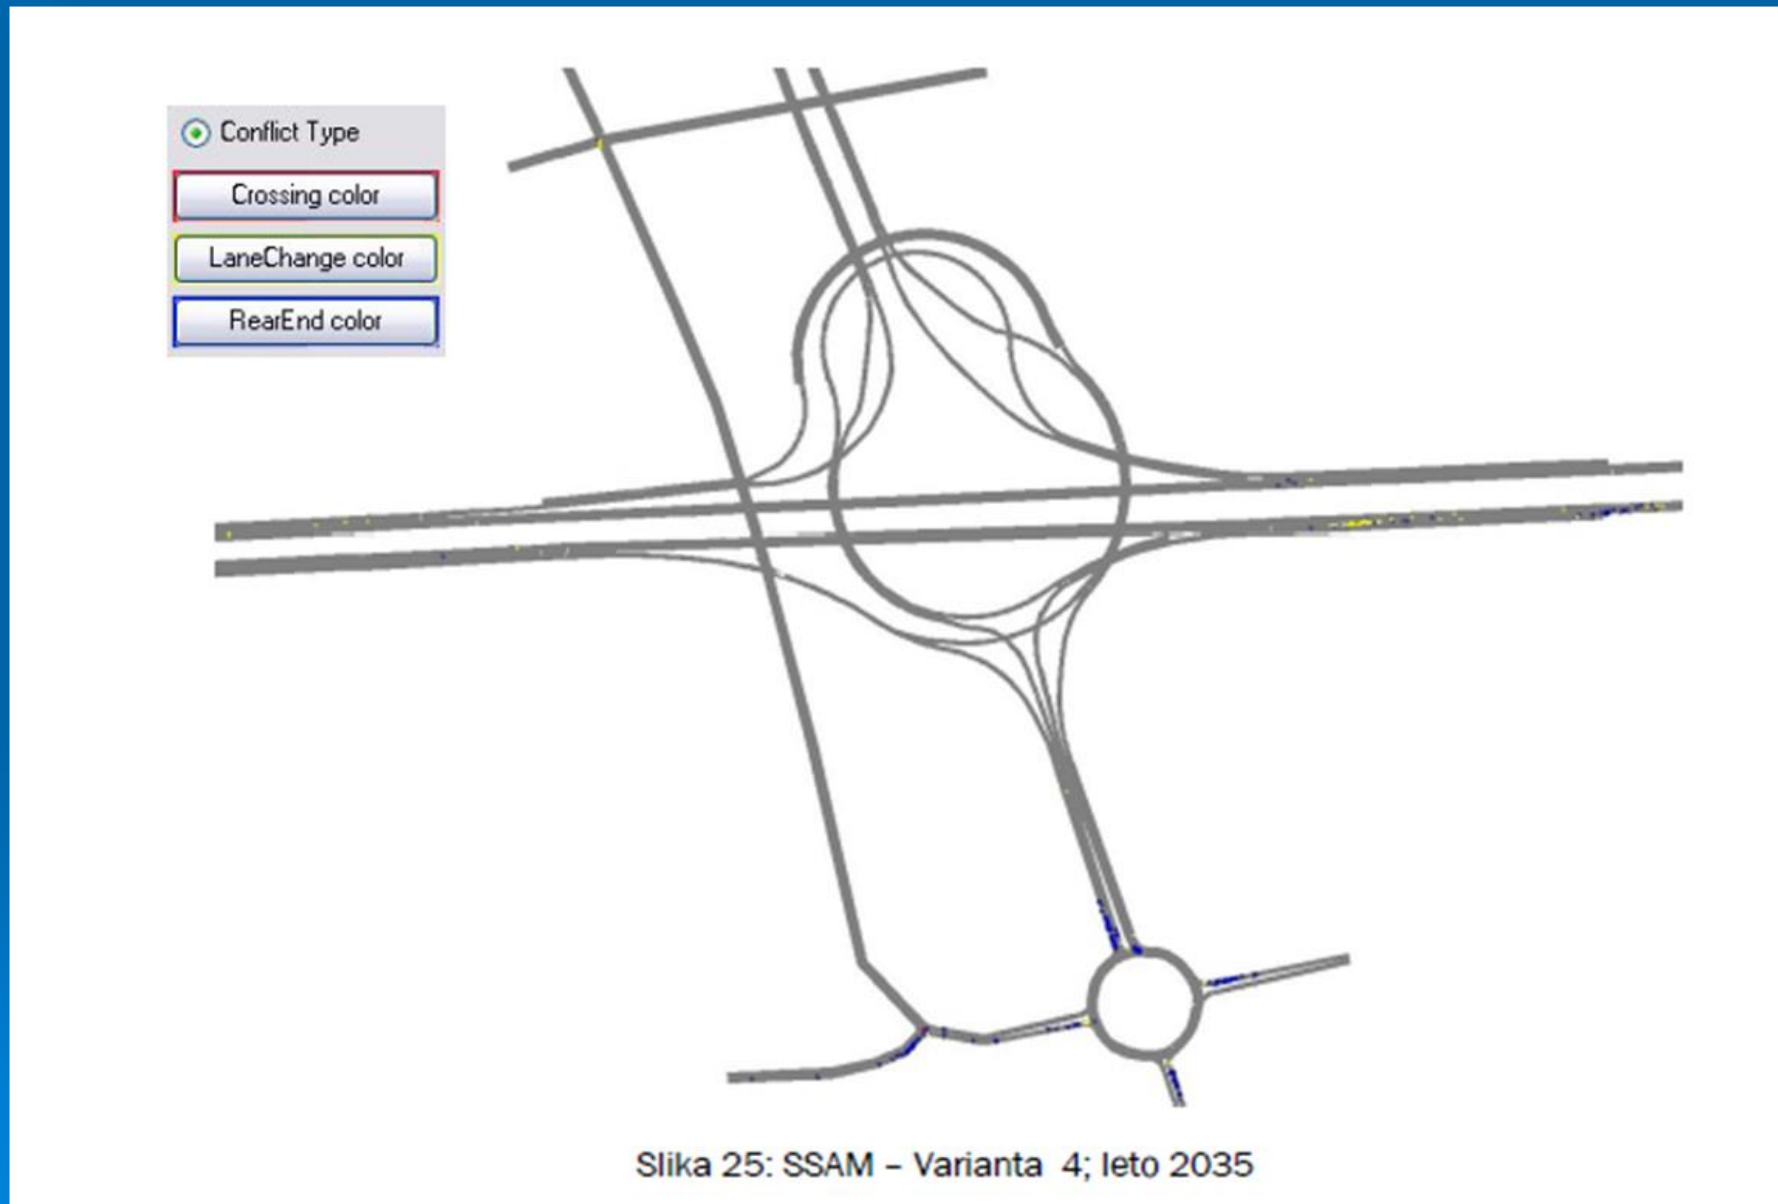 Conflict Type
Crossing color
LaneChange color
RearEnd color
Slika 25: SSAM – Varianta 4; leto 2035